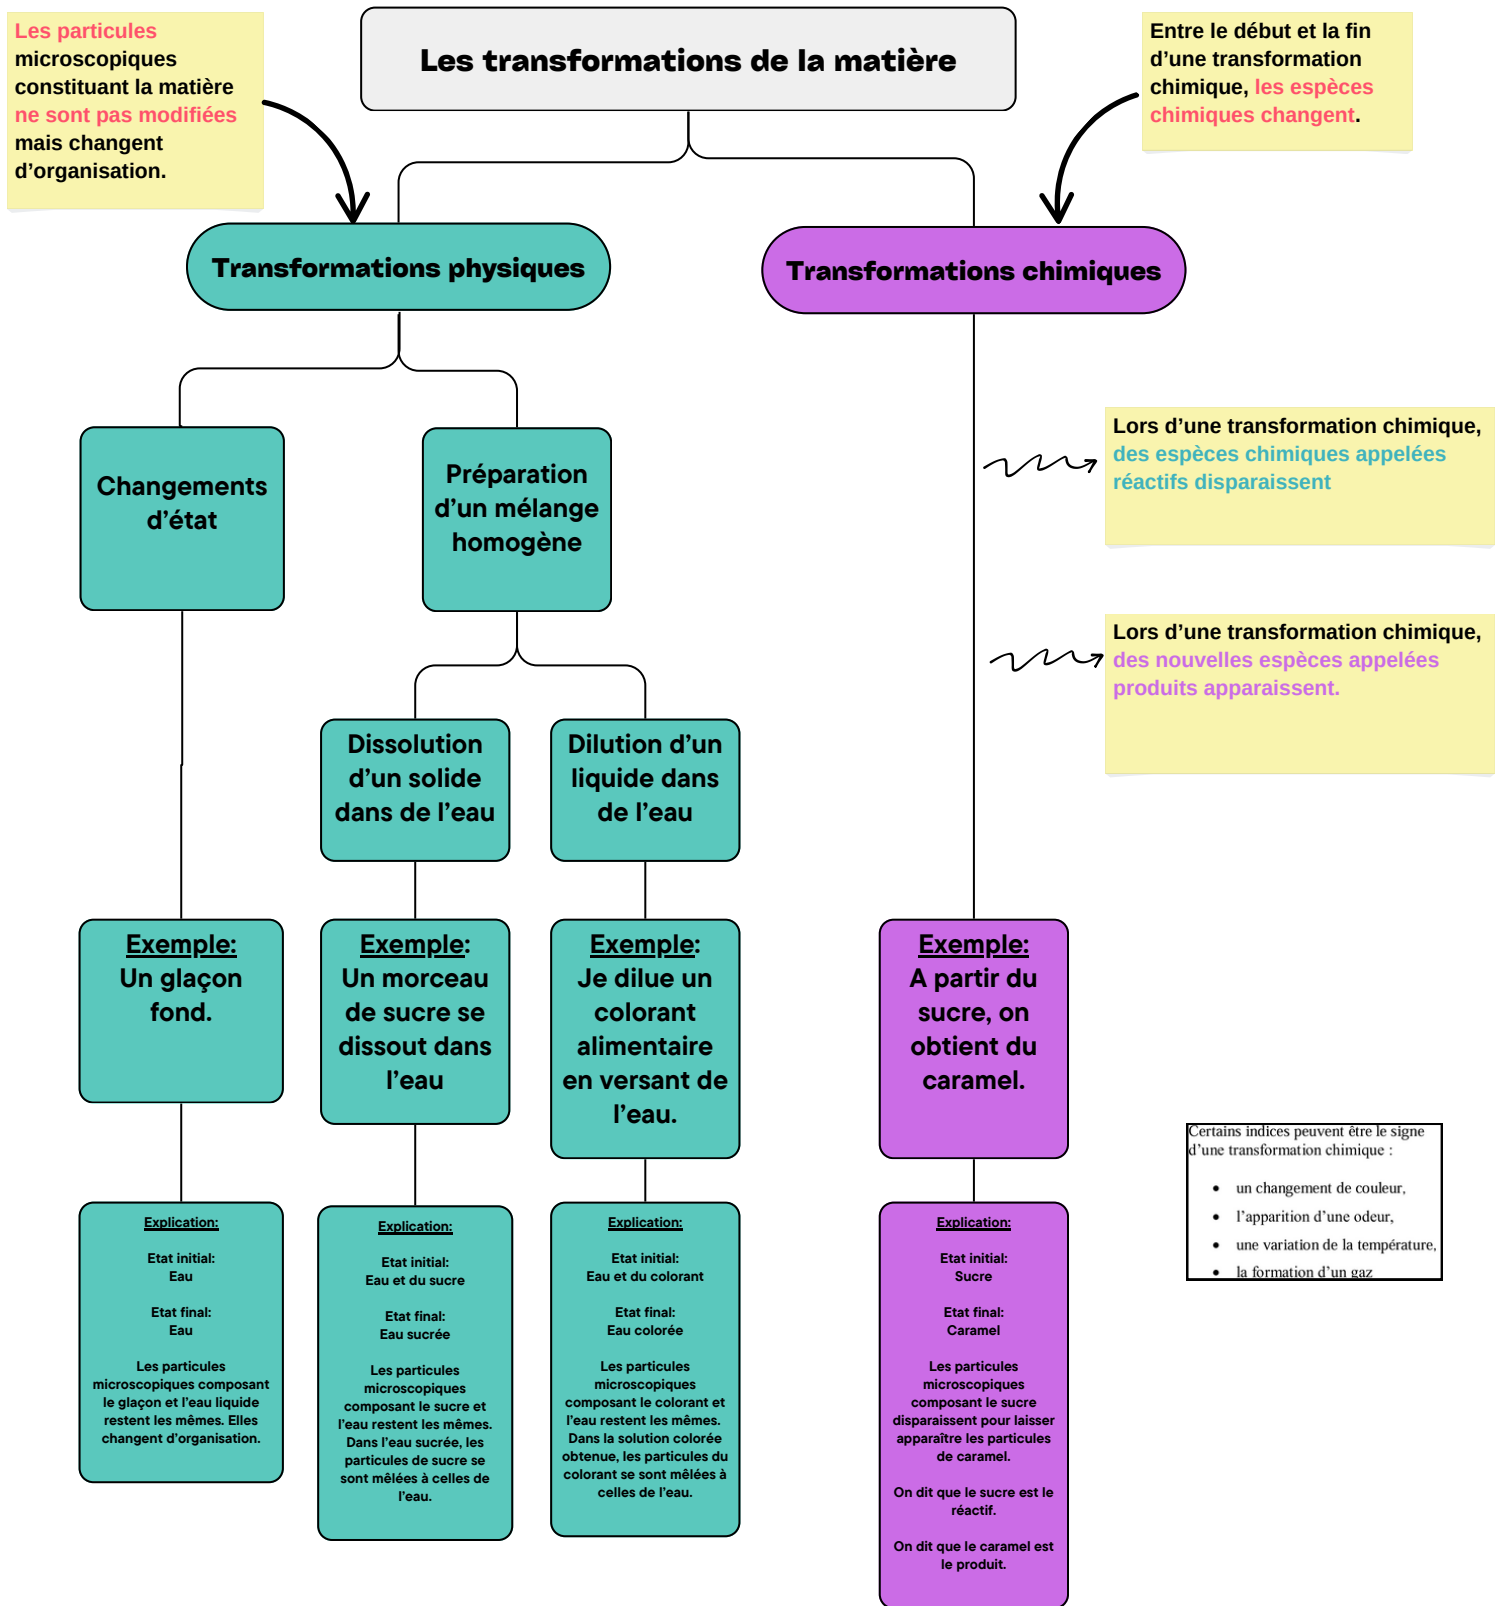 Les particules
microscopiques
constituant la matière
ne sont pas modifiées
mais changent
d’organisation.
Les transformations de la matière
Entre le début et la fin
d’une transformation
chimique, les espèces
chimiques changent.
Transformations physiques
Transformations chimiques
Changements
d’état
Préparation
d’un mélange
homogène
Lors d’une transformation chimique,
des espèces chimiques appelées
réactifs disparaissent
Lors d’une transformation chimique,
des nouvelles espèces appelées
produits apparaissent.
Dissolution
d’un solide
dans de l’eau
Dilution d’un
liquide dans
de l’eau
Exemple:
Un glaçon
fond.
Exemple:
Un morceau
de sucre se
dissout dans
l’eau
Exemple:
Je dilue un
colorant
alimentaire
en versant de
l’eau.
Exemple:
A partir du
sucre, on
obtient du
caramel.
Certains indices peuvent être le signe
d’une transformation chimique :
• un changement de couleur,
• l’apparition d’une odeur,
• une variation de la température,
• la formation d’un gaz
Explication:
Etat initial:
Eau
Etat final:
Eau
Les particules
microscopiques composant
le glaçon et l’eau liquide
restent les mêmes. Elles
changent d’organisation.
Explication:
Etat initial:
Eau et du sucre
Etat final:
Eau sucrée
Les particules
microscopiques
composant le sucre et
l’eau restent les mêmes.
Dans l’eau sucrée, les
particules de sucre se
sont mêlées à celles de
l’eau.
Explication:
Etat initial:
Eau et du colorant
Etat final:
Eau colorée
Les particules
microscopiques
composant le colorant et
l’eau restent les mêmes.
Dans la solution colorée
obtenue, les particules du
colorant se sont mêlées à
celles de l’eau.
Explication:
Etat initial:
Sucre
Etat final:
Caramel
Les particules
microscopiques
composant le sucre
disparaissent pour laisser
apparaître les particules
de caramel.
On dit que le sucre est le
réactif.
On dit que le caramel est
le produit.